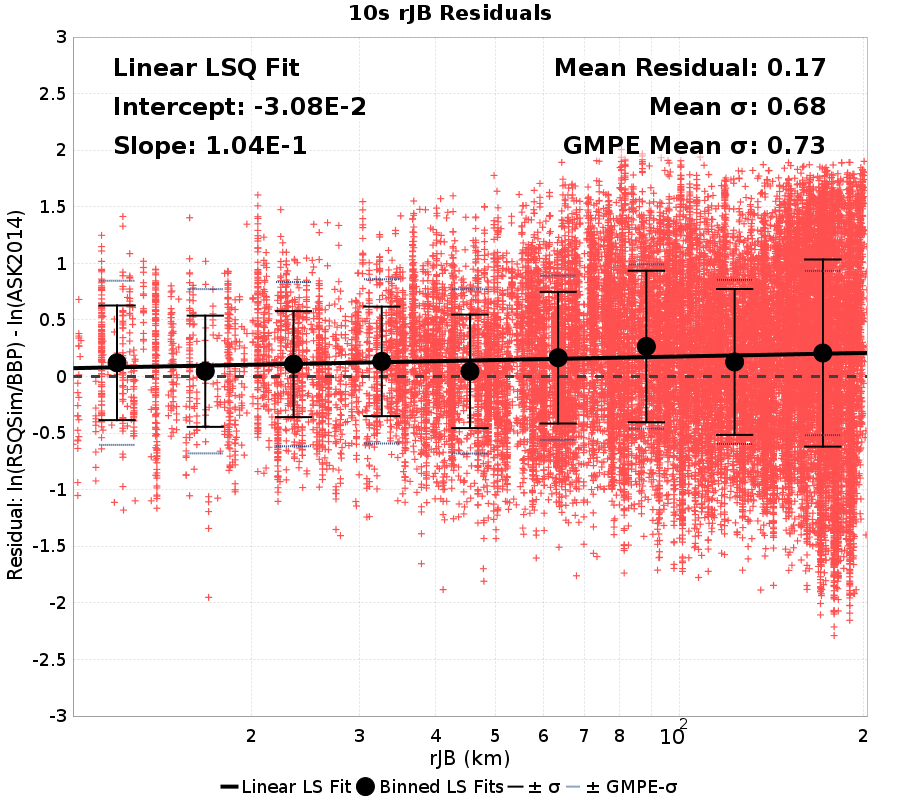 10s rJB Residuals
Linear LSQ Fit
Intercept: -3.08E-2
Slope: 1.04E-1
Mean Residual: 0.17
Mean σ: 0.68
GMPE Mean σ: 0.73
Residual: ln(RSQSim/BBP) - ln(ASK2014)
3
2.5
2
1.5
1
0.5
0
-0.5
-1
-1.5
-2
-2.5
-3
2 3 4 5 6 7 8 10² 2
rJB (km)
Linear LS Fit Binned LS Fits ± σ ± GMPE-σ